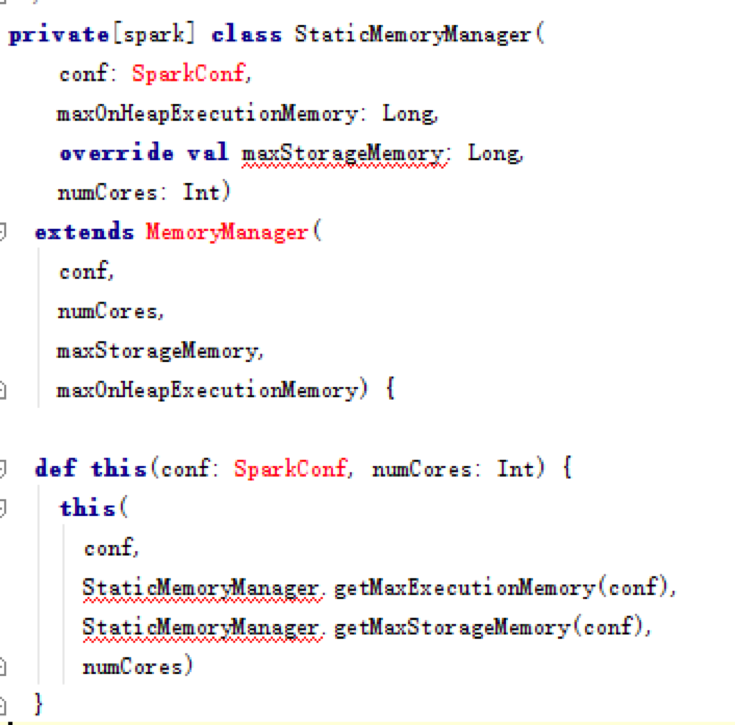 private[spark] class StaticMemoryManager(
conf: SparkConf,
maxOnHeapExecutionMemory: Long,
override val maxStorageMemory: Long,
numCores: Int)
extends MemoryManager(
conf,
numCores,
maxStorageMemory,
maxOnHeapExecutionMemory) {
def this(conf: SparkConf, numCores: Int) {
this(
conf,
StaticMemoryManager.getMaxExecutionMemory(conf),
StaticMemoryManager.getMaxStorageMemory(conf),
numCores)
}